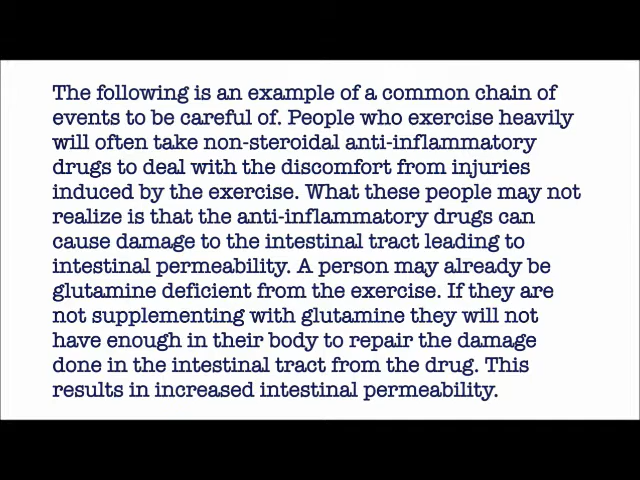 The following is an example of a common chain of
events to be careful of. People who exercise heavily
will often take non-steroidal anti-inflammatory
drugs to deal with the discomfort from injuries
induced by the exercise. What these people may not
realize is that the anti-inflammatory drugs can
cause damage to the intestinal tract leading to
intestinal permeability. A person may already be
glutamine deficient from the exercise. If they are
not supplementing with glutamine they will not
have enough in their body to repair the damage
done in the intestinal tract from the drug. This
results in increased intestinal permeability.